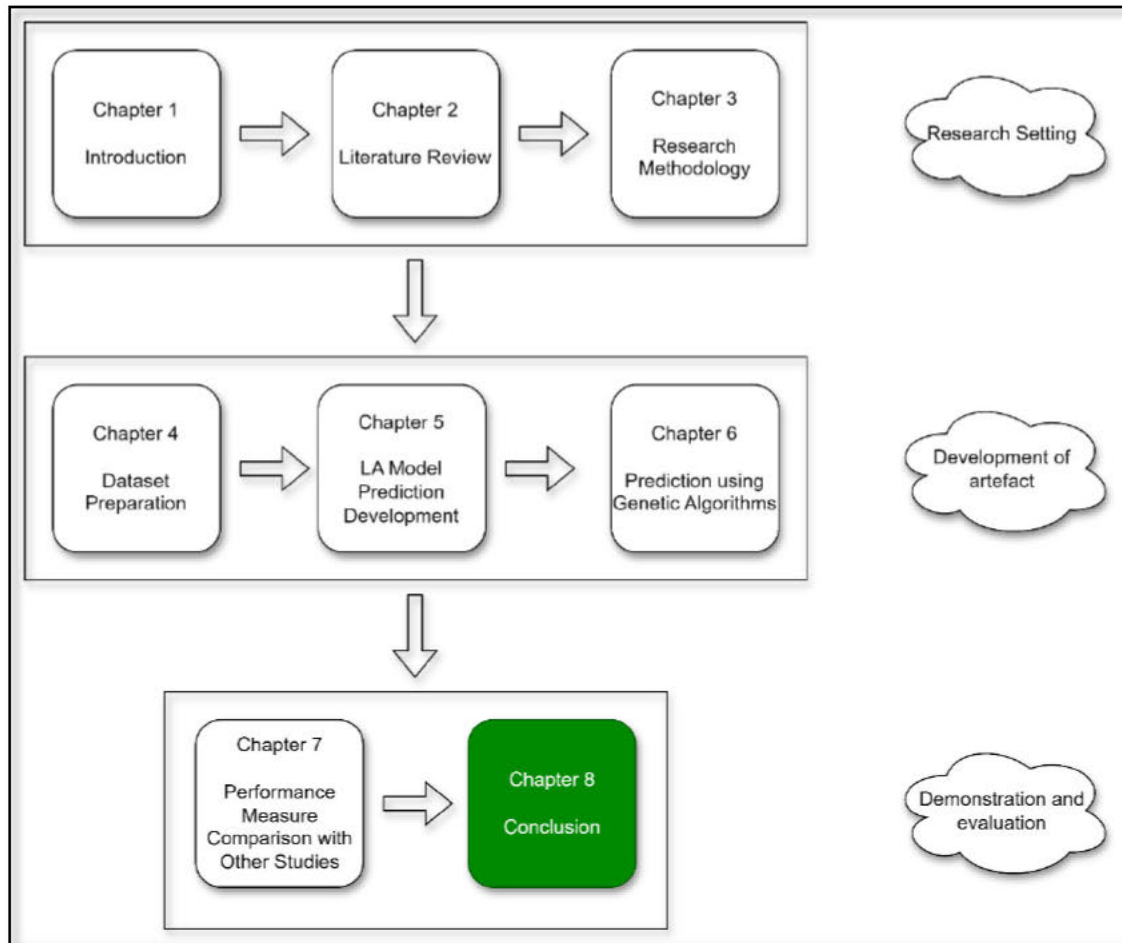 Chapter 1
Introduction
Chapter 2
Literature Review
Chapter 3
Research
Methodology
Research Setting
Chapter 4
Dataset
Preparation
Chapter 5
LA Model
Prediction
Development
Chapter 6
Prediction using
Genetic Algorithms
Development of
artefact
Chapter 7
Performance
Measure
Comparison with
Other Studies
Chapter 8
Conclusion
Demonstration and
evaluation